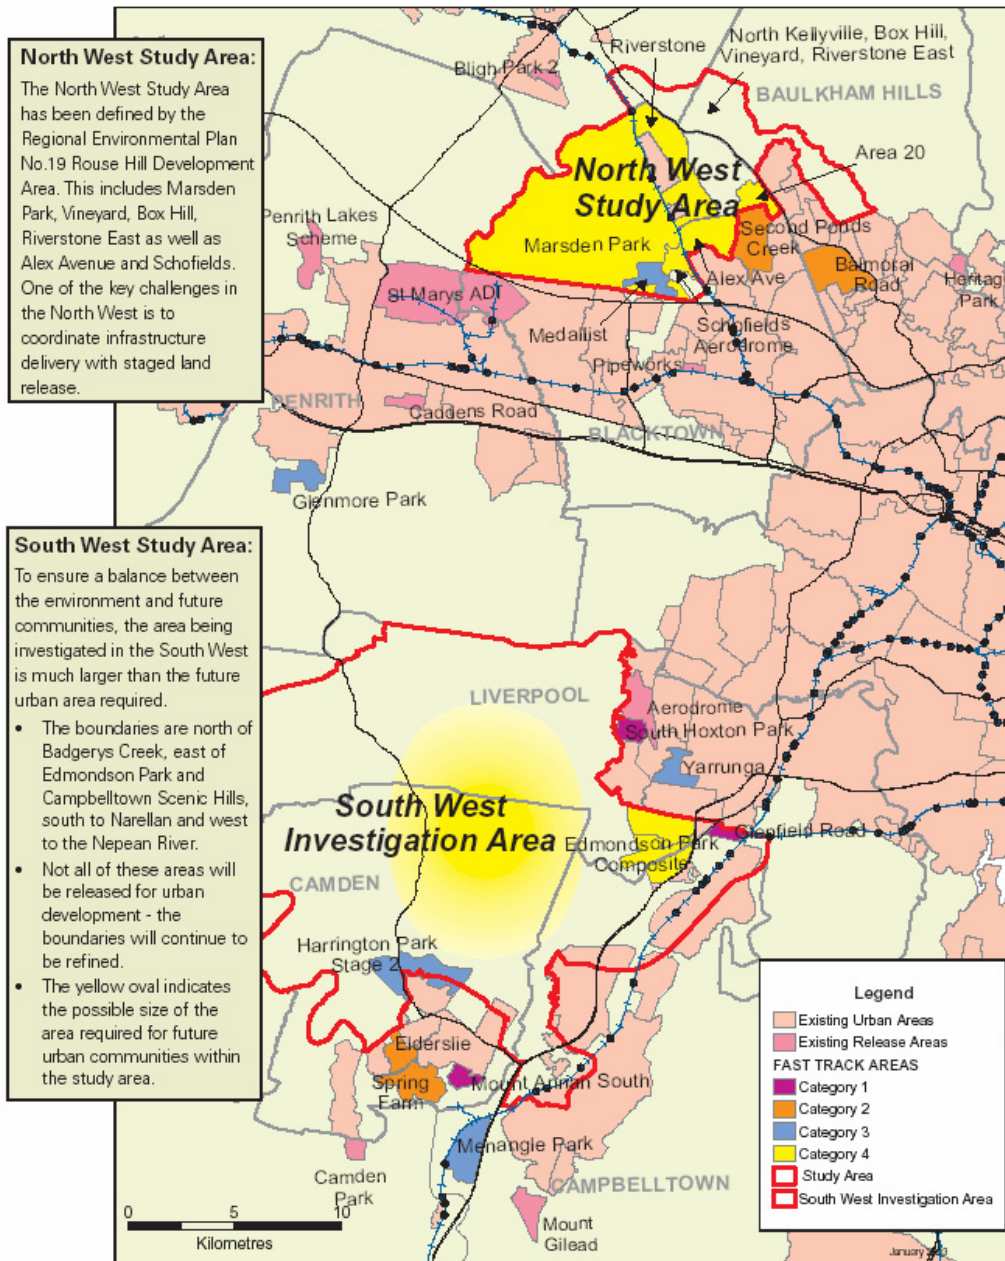 North West Study Area:
The North West Study Area
has been defined by the
Regional Environmental Plan
No.19 Rouse Hill Development
Area. This includes Marsden
Park, Vineyard, Box Hill,
Riverstone East as well as
Alex Avenue and Schofields.
One of the key challenges in
the North West is to
coordinate infrastructure
delivery with staged land
release.
South West Study Area:
To ensure a balance between
the environment and future
communities, the area being
investigated in the South West
is much larger than the future
urban area required.
• The boundaries are north of
Badgerys Creek, east of
Edmondson Park and
Campbelltown Scenic Hills,
south to Narellan and west
to the Nepean River.
• Not all of these areas will
be released for urban
development - the
boundaries will continue to
be refined.
• The yellow oval indicates
the possible size of the
area required for future
urban communities within
the study area.
Riverstone
North Kellyville, Box Hill,
Vineyard, Riverstone East
Bligh Park 2
BAULKHAM HILLS
Area 20
North West
Study Area
Penrith Lakes
Scheme
Marsden Park
Second Ponds
Creek
Balmoral
Road
Heritage
Park
St Marys ADI
Alex Ave
Medallist
Schofields
Aerodrome
Pipeworks
PENRITH
Caddens Road
BLACKTOWN
Glenmore Park
LIVERPOOL
Aerodrome
South Hoxton Park
Yarrunga
South West
Investigation Area
Glenfield Road
Edmondson Park
Composite
CAMDEN
Harrington Park
Stage 2
Elderslie
Spring
Farm
Mount Annan South
Menangle Park
Camden
Park
CAMPBELLTOWN
Mount
Gilead
0 5 10
Kilometres
Legend
Existing Urban Areas
Existing Release Areas
FAST TRACK AREAS
Category 1
Category 2
Category 3
Category 4
Study Area
South West Investigation Area
January